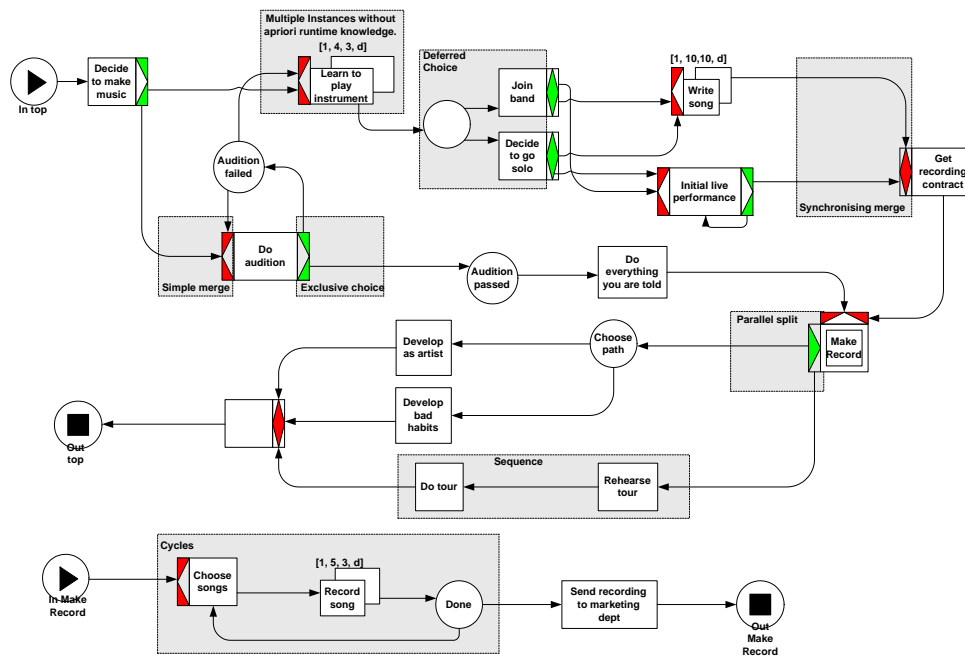 Multiple Instances without
apriori runtime knowledge.
[1, 4, 3, d]
Learn to
play
instrument
In top
Decide
to make
music
Deferred
Choice
Join
band
Decide
to go
solo
[1, 10,10, d]
Write
song
Initial live
performance
Get
recording
contract
Synchronising merge
Audition
failed
Do
audition
Simple merge
Exclusive choice
Audition
passed
Do
everything
you are told
Parallel split
Make
Record
Choose
path
Develop
as artist
Develop
bad
habits
Out
top
Sequence
Do tour
Rehearse
tour
Cycles
In Make
Record
Choose
songs
[1, 5, 3, d]
Record
song
Done
Send recording
to marketing
dept
Out
Make
Record